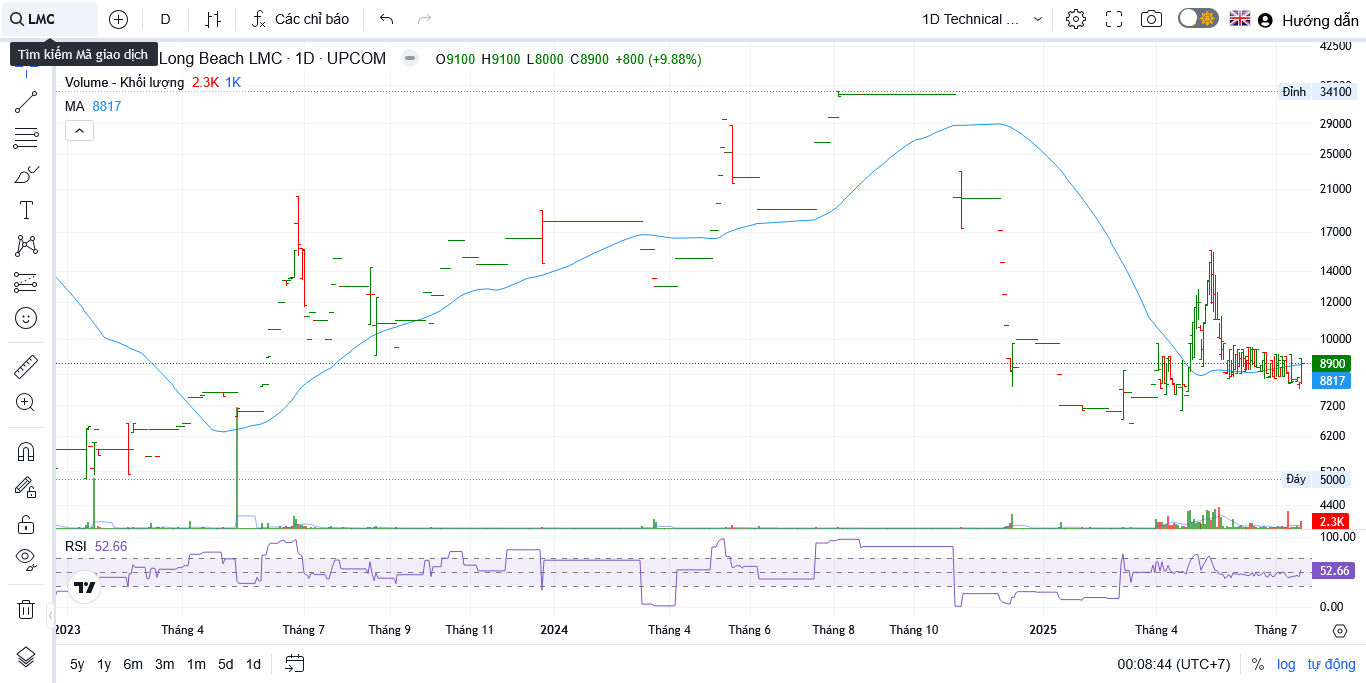 LMC
D
Các chỉ báo
1D Technical ...
Hướng dẫn
Tìm kiếm Mã giao dịch
Long Beach LMC · 1D · UPCOM
O9100 H9100 L8000 C8900 +800 (+9.88%)
Volume - Khối lượng 2.3K 1K
MA 8817
42500
Đỉnh 34100
29000
25000
21000
17000
14000
12000
10000
8900
8817
7200
6200
5200
Đáy 5000
4400
2.3K
RSI 52.66
100.00
52.66
0.00
2023 Tháng 4 Tháng 7 Tháng 9 Tháng 11 2024 Tháng 4 Tháng 6 Tháng 8 Tháng 10 2025 Tháng 4 Tháng 7
5y 1y 6m 3m 1m 5d 1d
00:08:44 (UTC+7) % log tự động